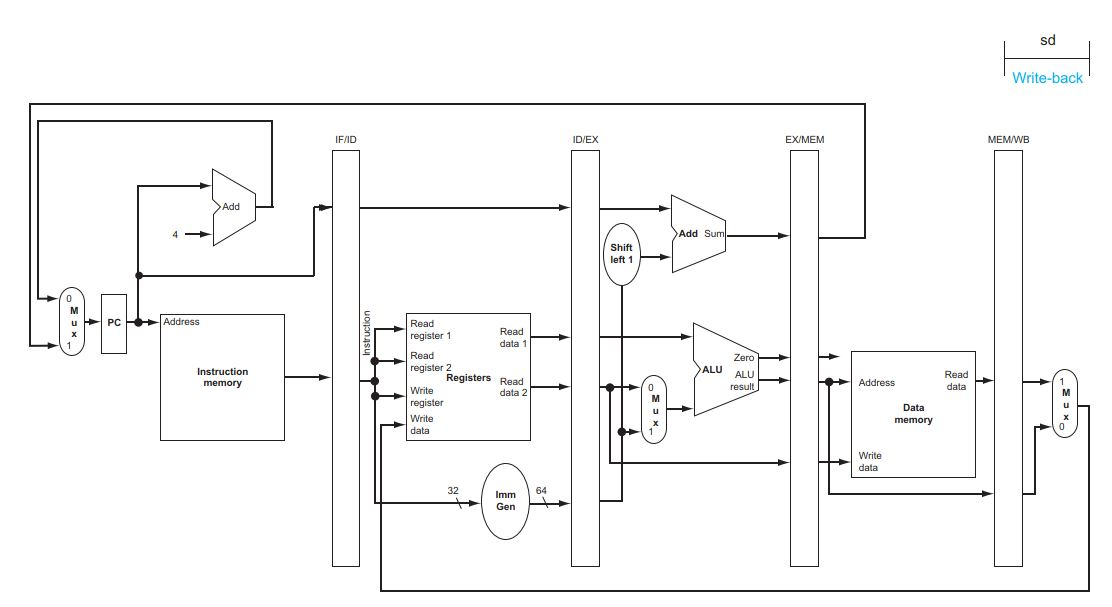 sd
Write-back
IF/ID
ID/EX
EX/MEM
MEM/WB
Add
4
Add Sum
Shift
left 1
0
M
u
x
1
PC
Address
Instruction
memory
Instruction
Read
register 1
Read
register 2
Registers
Write
register
Write
data
Read
data 1
Read
data 2
32
Imm
Gen
64
0
M
u
x
1
ALU
Zero
ALU
result
Address
Read
data
Data
memory
Write
data
1
M
u
x
0